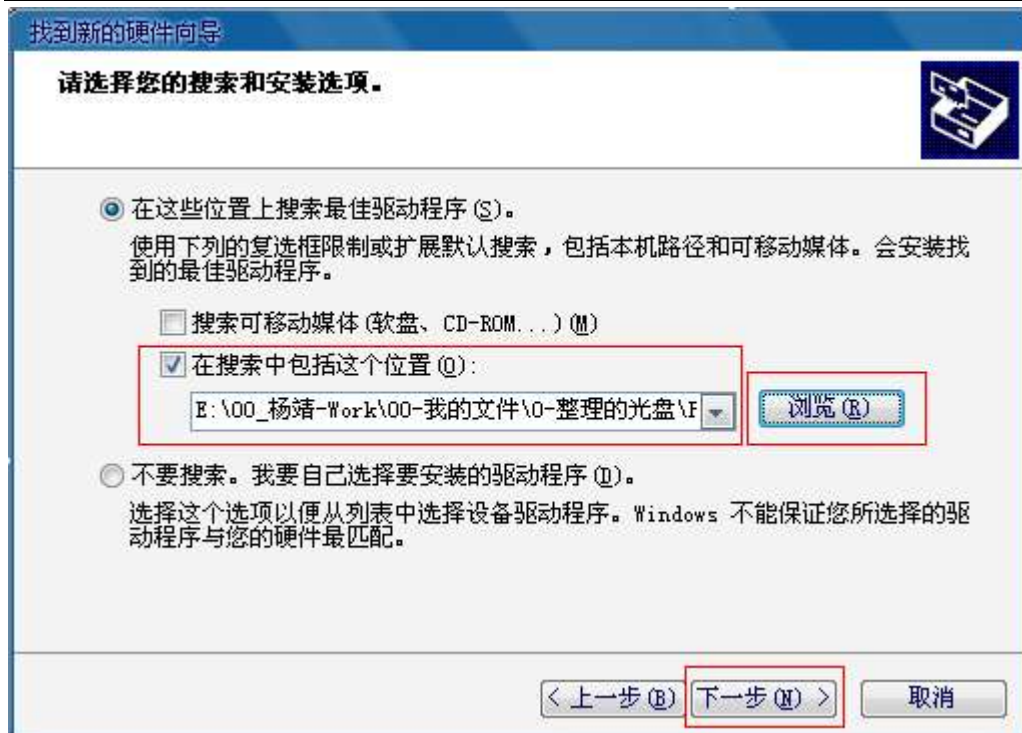 找到新的硬件向导
请选择您的搜索和安装选项。
在这些位置上搜索最佳驱动程序(S)。
使用下列的复选框限制或扩展默认搜索，包括本机路径和可移动媒体。会安装找
到的最佳驱动程序。
搜索可移动媒体(软盘、CD-ROM...)(M)
在搜索中包括这个位置(O):
E:\00_杨靖-Work\00-我的文件\0-整理的光盘\F
浏览(R)
不要搜索。我要自己选择要安装的驱动程序(D)。
选择这个选项以便从列表中选择设备驱动程序。Windows 不能保证您所选择的驱
动程序与您的硬件最匹配。
< 上一步(B) 下一步(N) > 取消